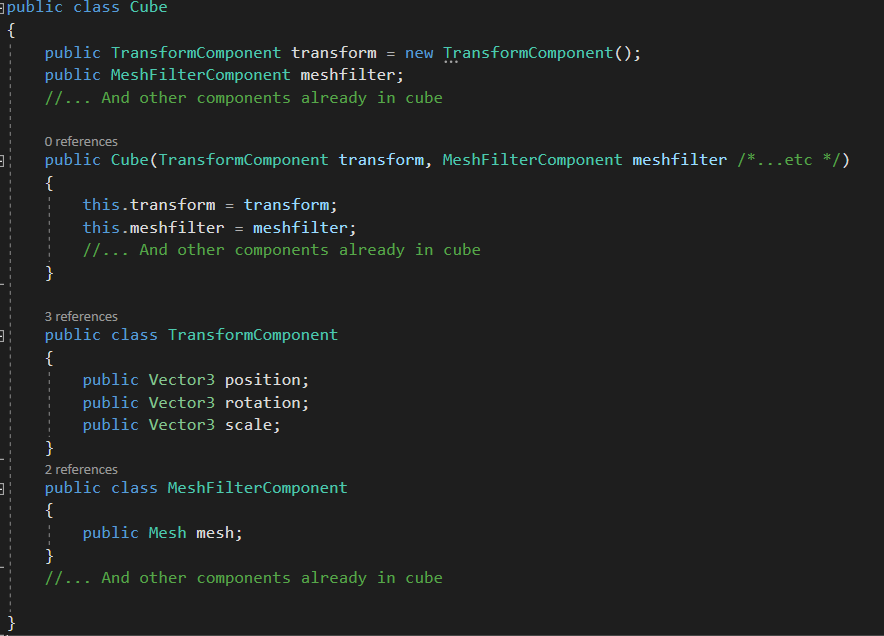 public class Cube
{
public TransformComponent transform = new TransformComponent();
public MeshFilterComponent meshfilter;
//... And other components already in cube
0 references
public Cube(TransformComponent transform, MeshFilterComponent meshfilter /*...etc */)
{
this.transform = transform;
this.meshfilter = meshfilter;
//... And other components already in cube
}
3 references
public class TransformComponent
{
public Vector3 position;
public Vector3 rotation;
public Vector3 scale;
}
2 references
public class MeshFilterComponent
{
public Mesh mesh;
}
//... And other components already in cube
}